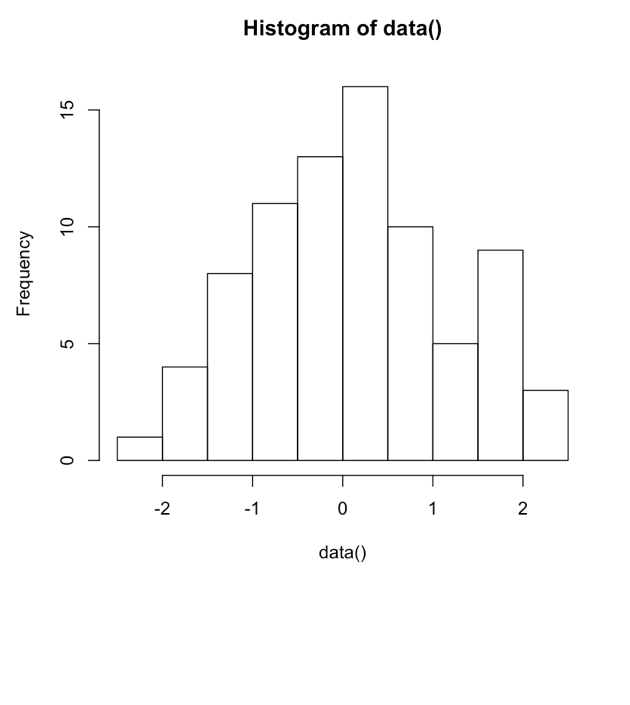 Histogram of data()
Frequency
15
10
5
0
-2 -1 0 1 2
data()